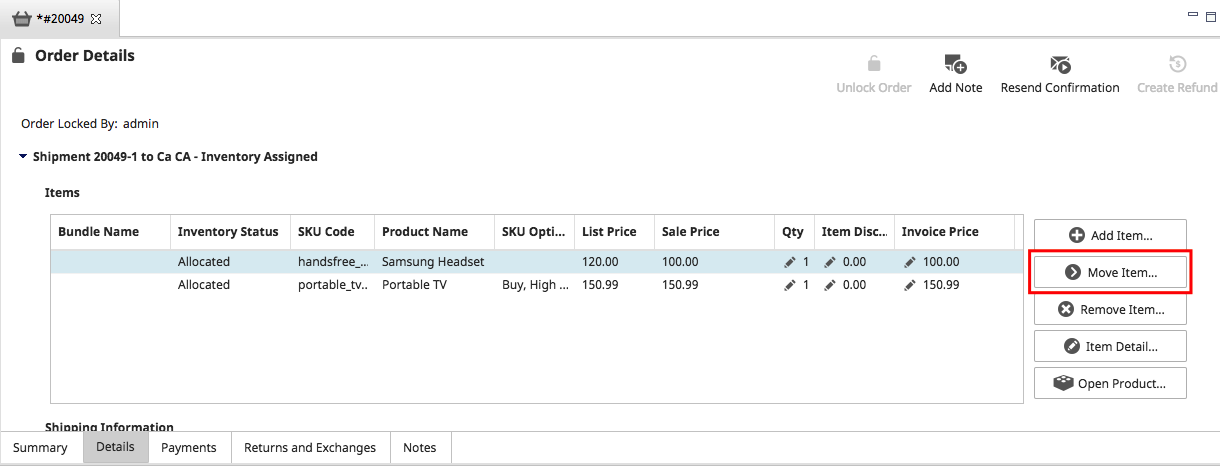 *#20049
Order Details
Unlock Order Add Note Resend Confirmation Create Refund
Order Locked By: admin
Shipment 20049-1 to Ca CA - Inventory Assigned
Items
Bundle Name Inventory Status SKU Code Product Name SKU Opti... List Price Sale Price Qty Item Disc... Invoice Price
Allocated handsfree_... Samsung Headset 120.00 100.00 1 0.00 100.00
Allocated portable_tv.. Portable TV Buy, High ... 150.99 150.99 1 0.00 150.99
Add Item...
Move Item...
Remove Item...
Item Detail...
Open Product...
Shipping Information
Summary Details Payments Returns and Exchanges Notes